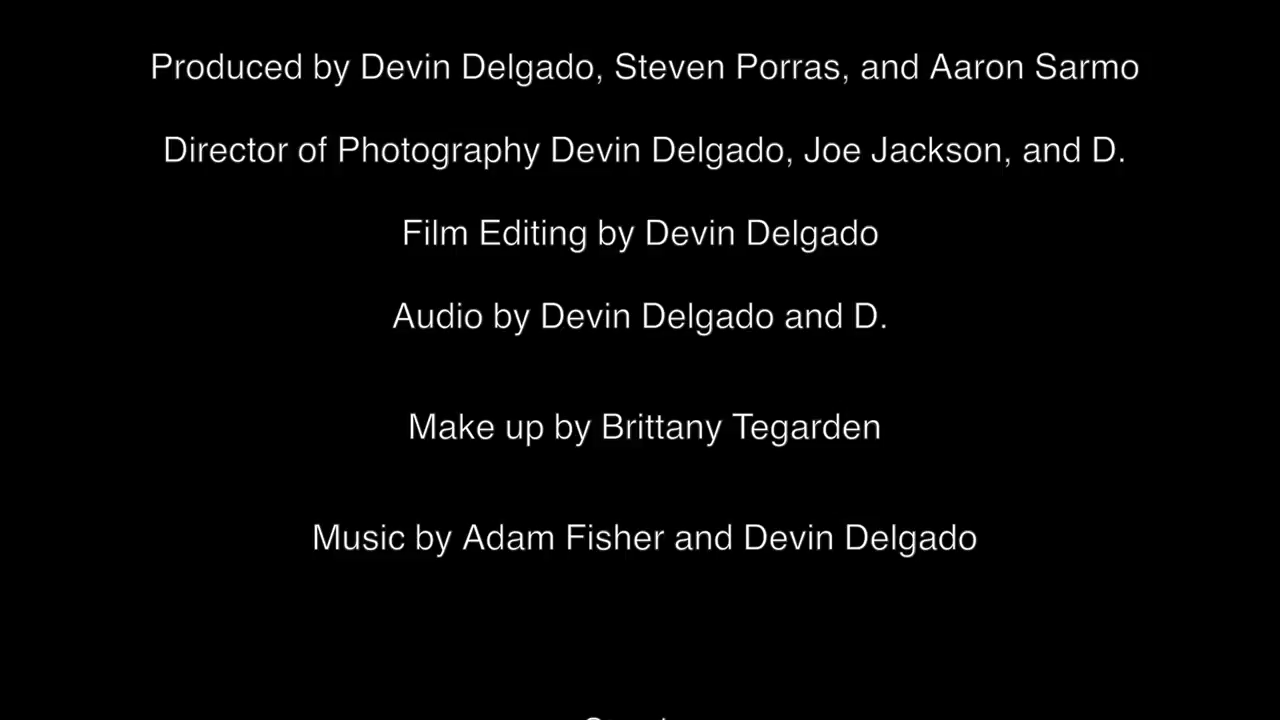 Produced by Devin Delgado, Steven Porras, and Aaron Sarmo
Director of Photography Devin Delgado, Joe Jackson, and D.
Film Editing by Devin Delgado
Audio by Devin Delgado and D.
Make up by Brittany Tegarden
Music by Adam Fisher and Devin Delgado